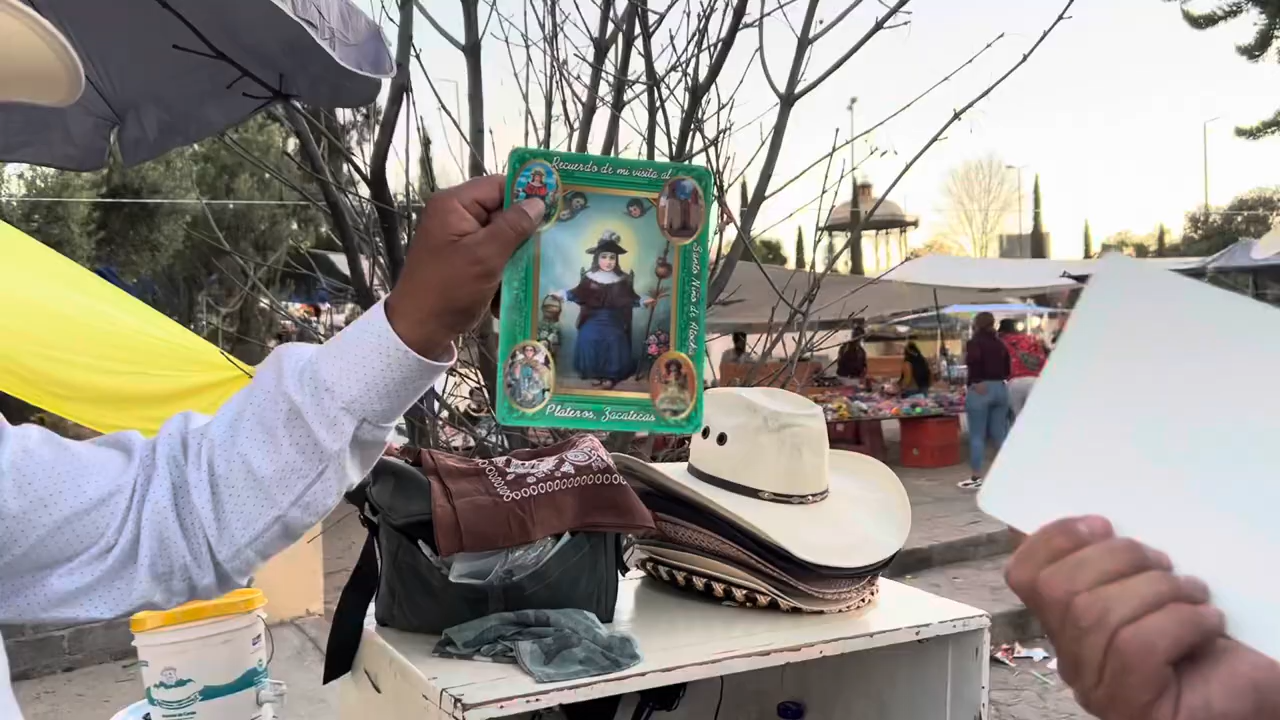 Recuerdo de mi visita al
Santo Niño de Atocha
Plateros, Zacatecas